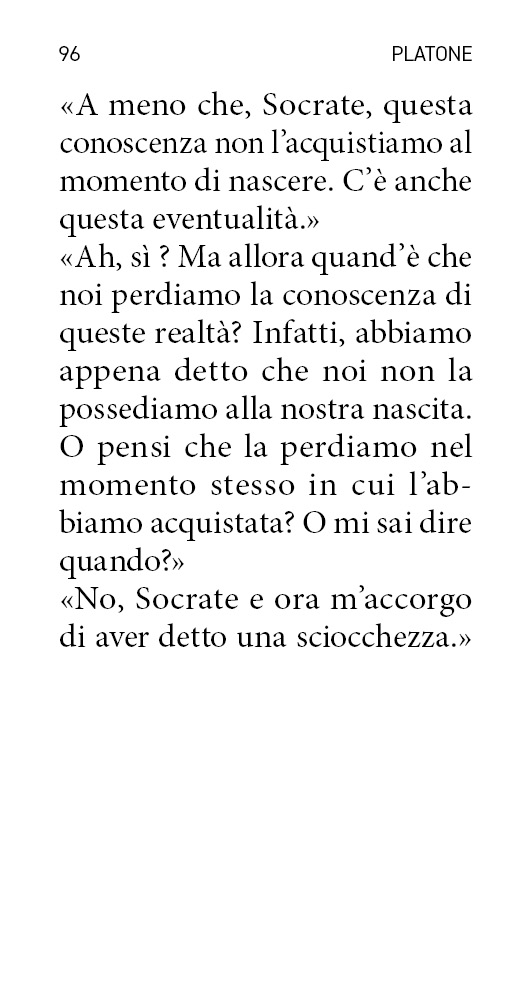 96 PLATONE
«A meno che, Socrate, questa
conoscenza non l’acquistiamo al
momento di nascere. C’è anche
questa eventualità.»
«Ah, sì ? Ma allora quand’è che
noi perdiamo la conoscenza di
queste realtà? Infatti, abbiamo
appena detto che noi non la
possediamo alla nostra nascita.
O pensi che la perdiamo nel
momento stesso in cui l’ab-
biamo acquistata? O mi sai dire
quando?»
«No, Socrate e ora m’accorgo
di aver detto una sciocchezza.»